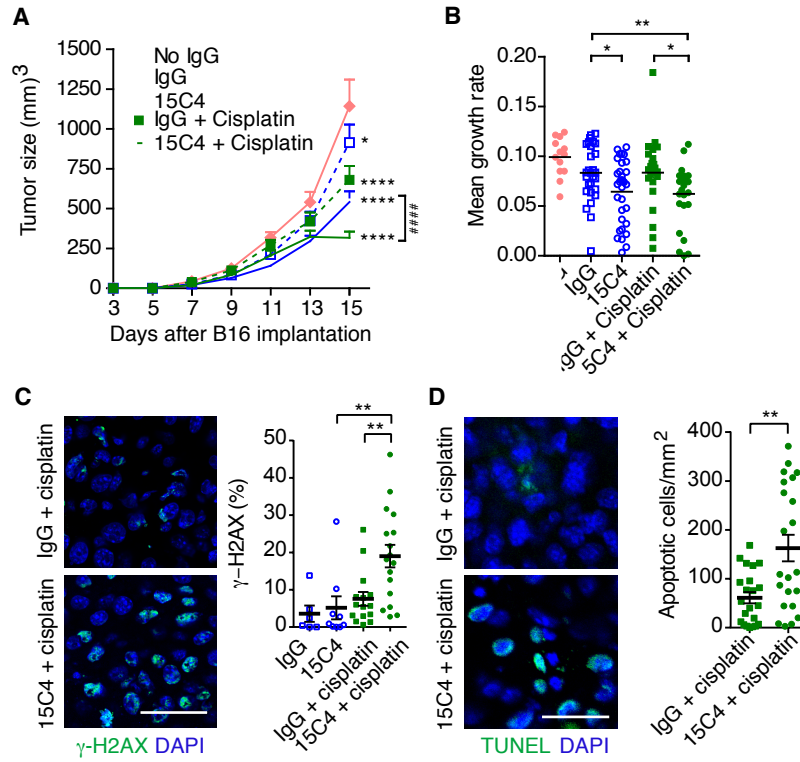 A
Tumor size (mm)³
1500
1250
1000
750
500
250
0
No IgG
IgG
15C4
IgG + Cisplatin
15C4 + Cisplatin
*
****
****
****
####
3 5 7 9 11 13 15
Days after B16 implantation
B
Mean growth rate
0.20
0.15
0.10
0.05
0.00
**
* *
IgG
15C4
IgG + Cisplatin
5C4 + Cisplatin
C
IgG + cisplatin
15C4 + cisplatin
γ-H2AX DAPI
γ-H2AX (%)
50
40
30
20
10
0
**
**
IgG
15C4
IgG + cisplatin
15C4 + cisplatin
D
IgG + cisplatin
15C4 + cisplatin
TUNEL DAPI
Apoptotic cells/mm²
400
300
200
100
0
**
IgG + cisplatin
15C4 + cisplatin